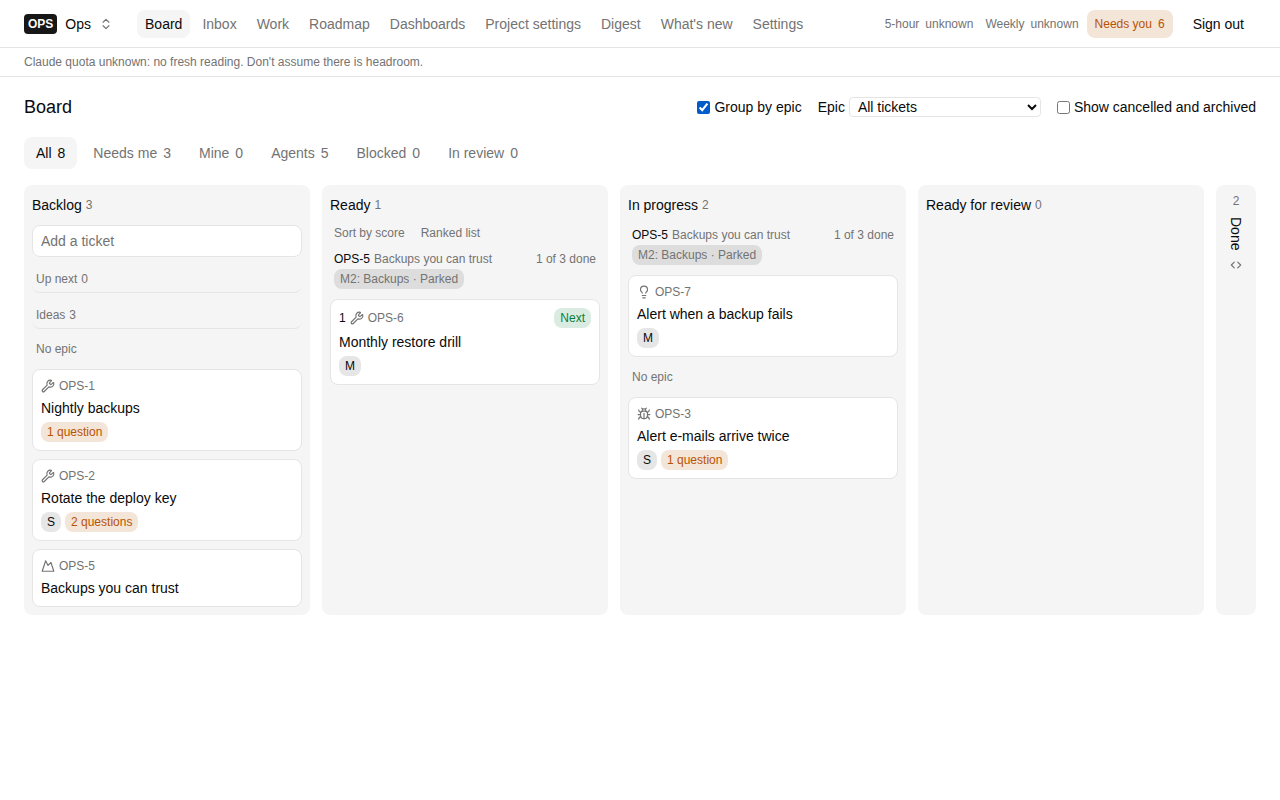 OPS Ops Board Inbox Work Roadmap Dashboards Project settings Digest What's new Settings 5-hour unknown Weekly unknown Needs you 6 Sign out
Claude quota unknown: no fresh reading. Don't assume there is headroom.
Board Group by epic Epic All tickets Show cancelled and archived
All 8 Needs me 3 Mine 0 Agents 5 Blocked 0 In review 0
Backlog 3
Add a ticket
Up next 0
Ideas 3
No epic
OPS-1
Nightly backups
1 question
OPS-2
Rotate the deploy key
S 2 questions
OPS-5
Backups you can trust
Ready 1
Sort by score Ranked list
OPS-5 Backups you can trust 1 of 3 done
M2: Backups · Parked
1 OPS-6 Next
Monthly restore drill
M
In progress 2
OPS-5 Backups you can trust 1 of 3 done
M2: Backups · Parked
OPS-7
Alert when a backup fails
M
No epic
OPS-3
Alert e-mails arrive twice
S 1 question
Ready for review 0
2
Done